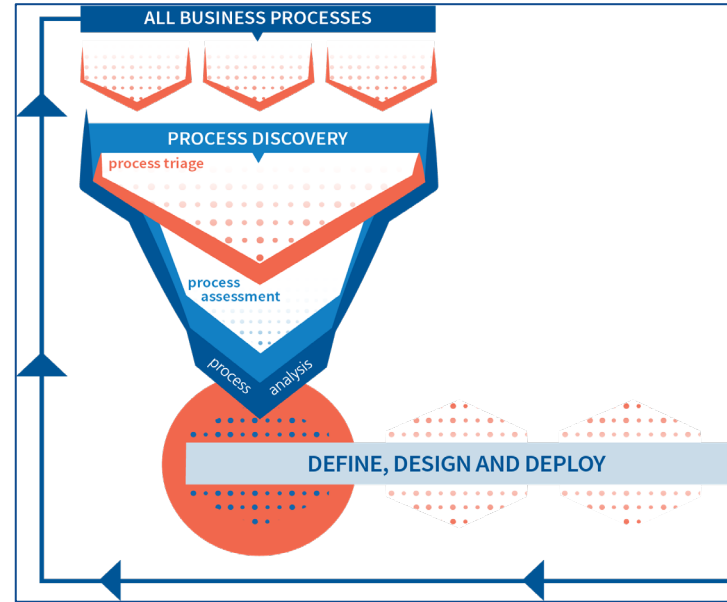 ALL BUSINESS PROCESSES
PROCESS DISCOVERY
process triage
process
assessment
process analysis
DEFINE, DESIGN AND DEPLOY